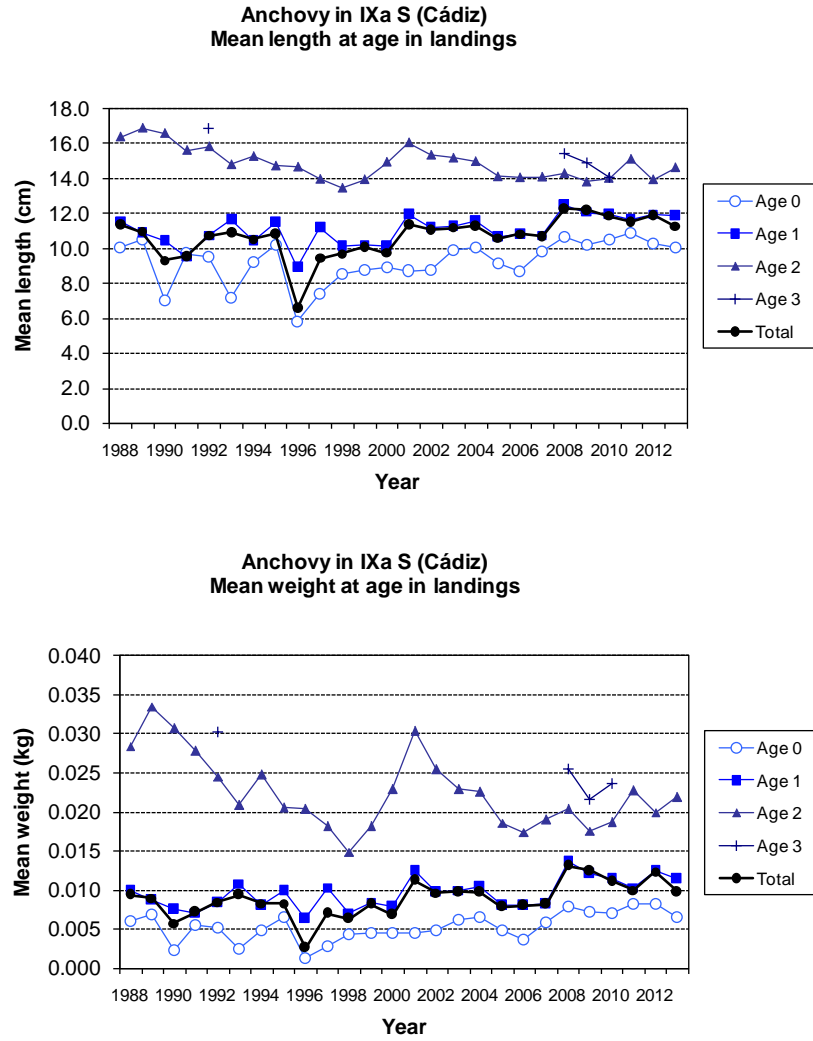 Anchovy in IXa S (Cádiz)
Mean length at age in landings
18.0
16.0
14.0
12.0
10.0
8.0
6.0
4.0
2.0
0.0
Mean length (cm)
1988 1990 1992 1994 1996 1998 2000 2002 2004 2006 2008 2010 2012
Year
Age 0
Age 1
Age 2
Age 3
Total
Anchovy in IXa S (Cádiz)
Mean weight at age in landings
0.040
0.035
0.030
0.025
0.020
0.015
0.010
0.005
0.000
Mean weight (kg)
1988 1990 1992 1994 1996 1998 2000 2002 2004 2006 2008 2010 2012
Year
Age 0
Age 1
Age 2
Age 3
Total